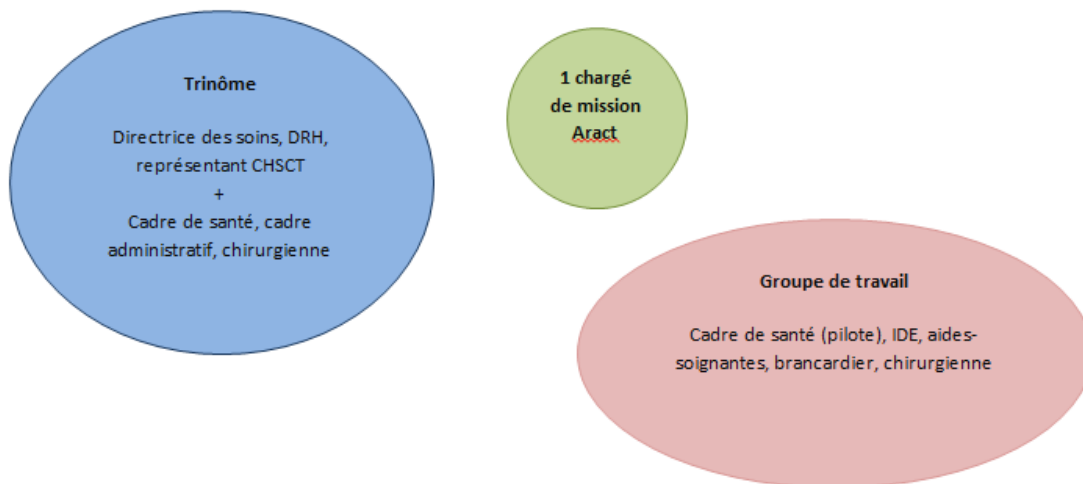 Trinôme
Directrice des soins, DRH,
représentant CHSCT
+
Cadre de santé, cadre
administratif, chirurgienne
1 chargé
de mission
Aract
Groupe de travail
Cadre de santé (pilote), IDE, aides-
soignantes, brancardier, chirurgienne